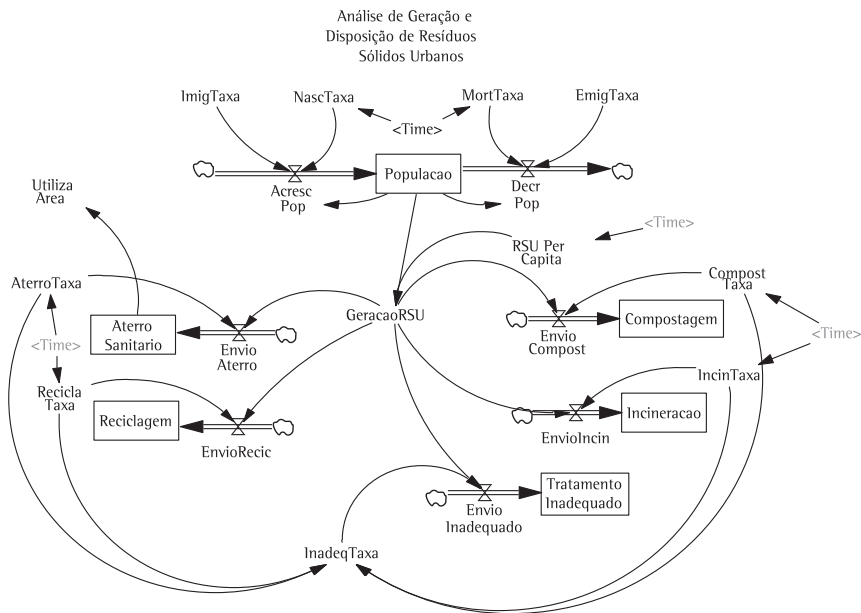 Análise de Geração e
Disposição de Resíduos
Sólidos Urbanos
ImigTaxa
NascTaxa
MortTaxa
EmigTaxa
<Time>
Populacao
Acresc
Pop
Decr
Pop
Utiliza
Area
RSU Per
Capita
<Time>
AterroTaxa
Compost
Taxa
GeracaoRSU
Aterro
Sanitario
Envio
Aterro
Envio
Compost
Compostagem
<Time>
<Time>
Recicla
Taxa
IncinTaxa
Reciclagem
EnvioRecic
EnvioIncin
Incineracao
Tratamento
Inadequado
Envio
Inadequado
InadeqTaxa